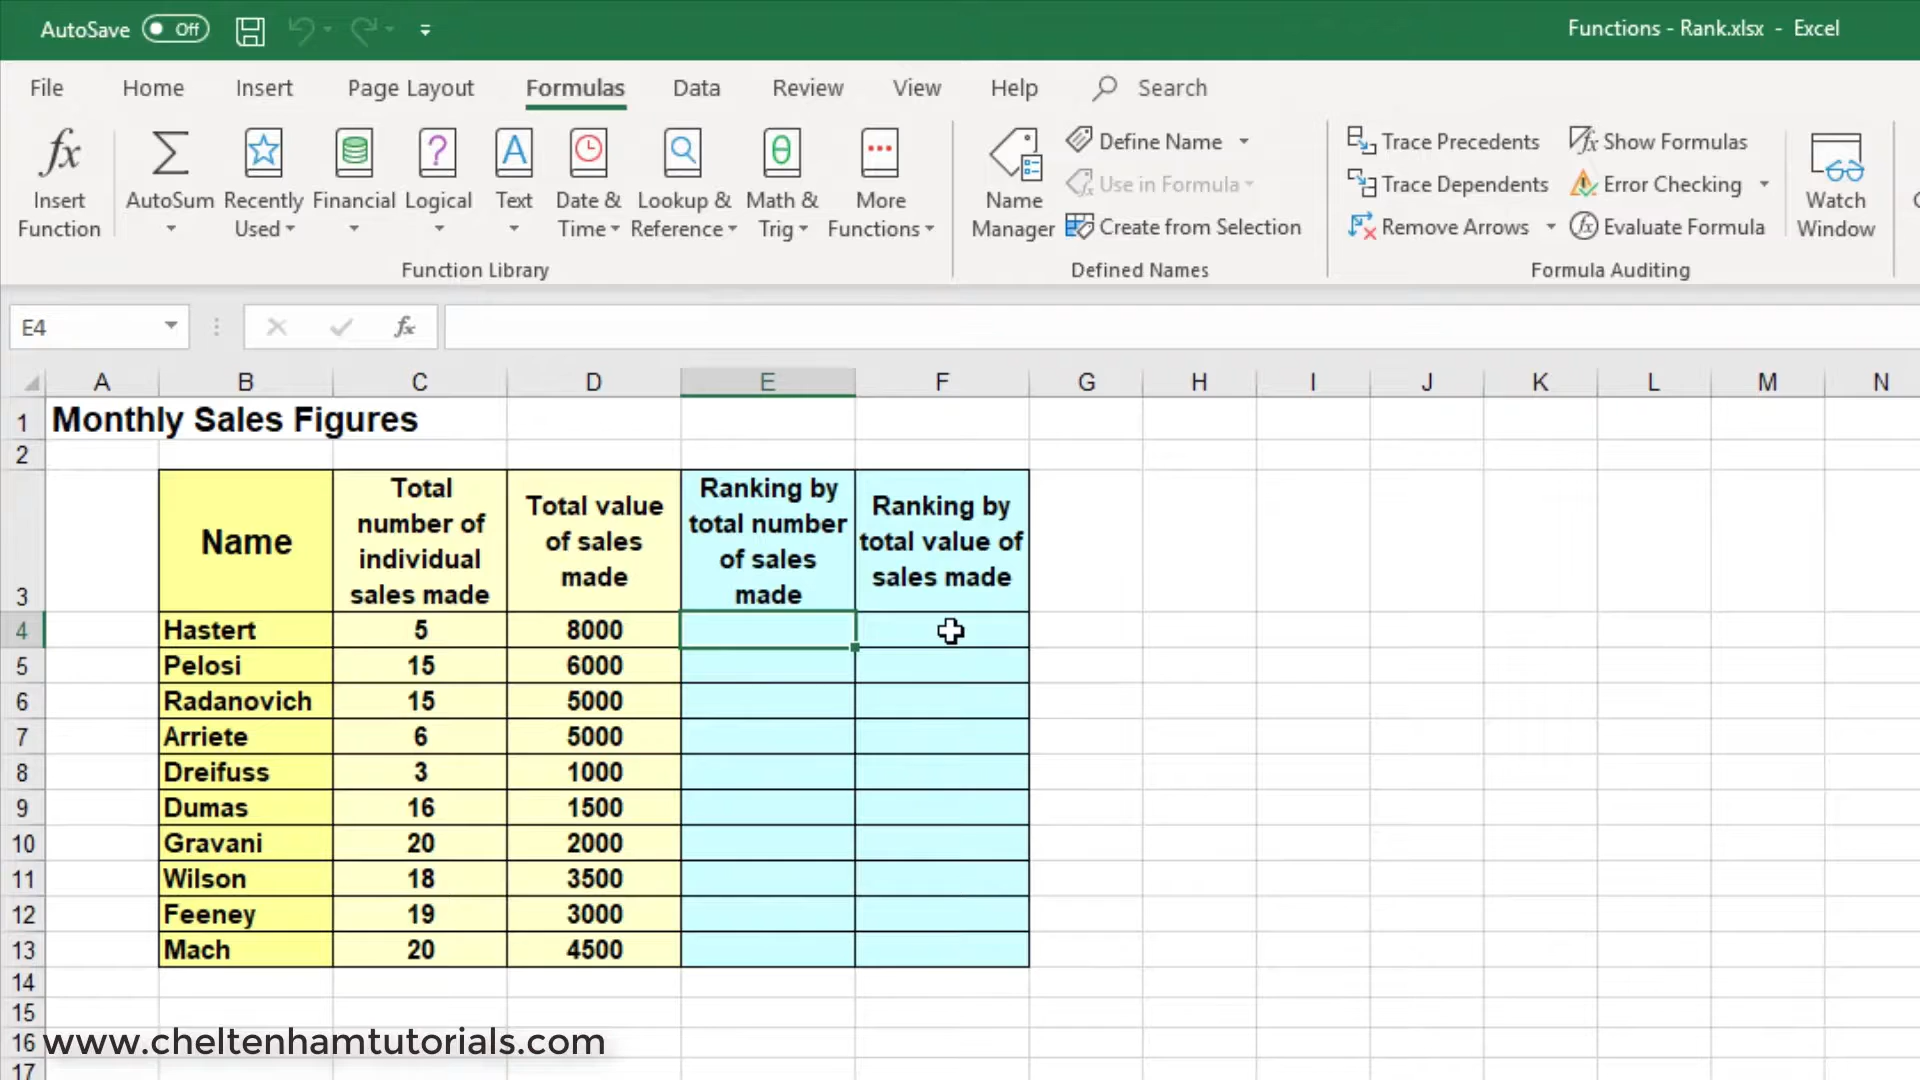 AutoSave Off Functions - Rank.xlsx - Excel
File Home Insert Page Layout Formulas Data Review View Help Search
fx Insert Function
AutoSum
Recently Used
Financial
Logical
Text
Date & Time
Lookup & Reference
Math & Trig
More Functions
Function Library
Name Manager
Define Name
Use in Formula
Create from Selection
Defined Names
Trace Precedents
Trace Dependents
Remove Arrows
Show Formulas
Error Checking
Evaluate Formula
Formula Auditing
Watch Window
E4 fx
A B C D E F G H I J K L M N
1 Monthly Sales Figures
2
3 Name
Total
number of
individual
sales made
Total value
of sales
made
Ranking by
total number
of sales
made
Ranking by
total value of
sales made
4 Hastert 5 8000
5 Pelosi 15 6000
6 Radanovich 15 5000
7 Arriete 6 5000
8 Dreifuss 3 1000
9 Dumas 16 1500
10 Gravani 20 2000
11 Wilson 18 3500
12 Feeney 19 3000
13 Mach 20 4500
14
15
16
www.cheltenhamtutorials.com
17